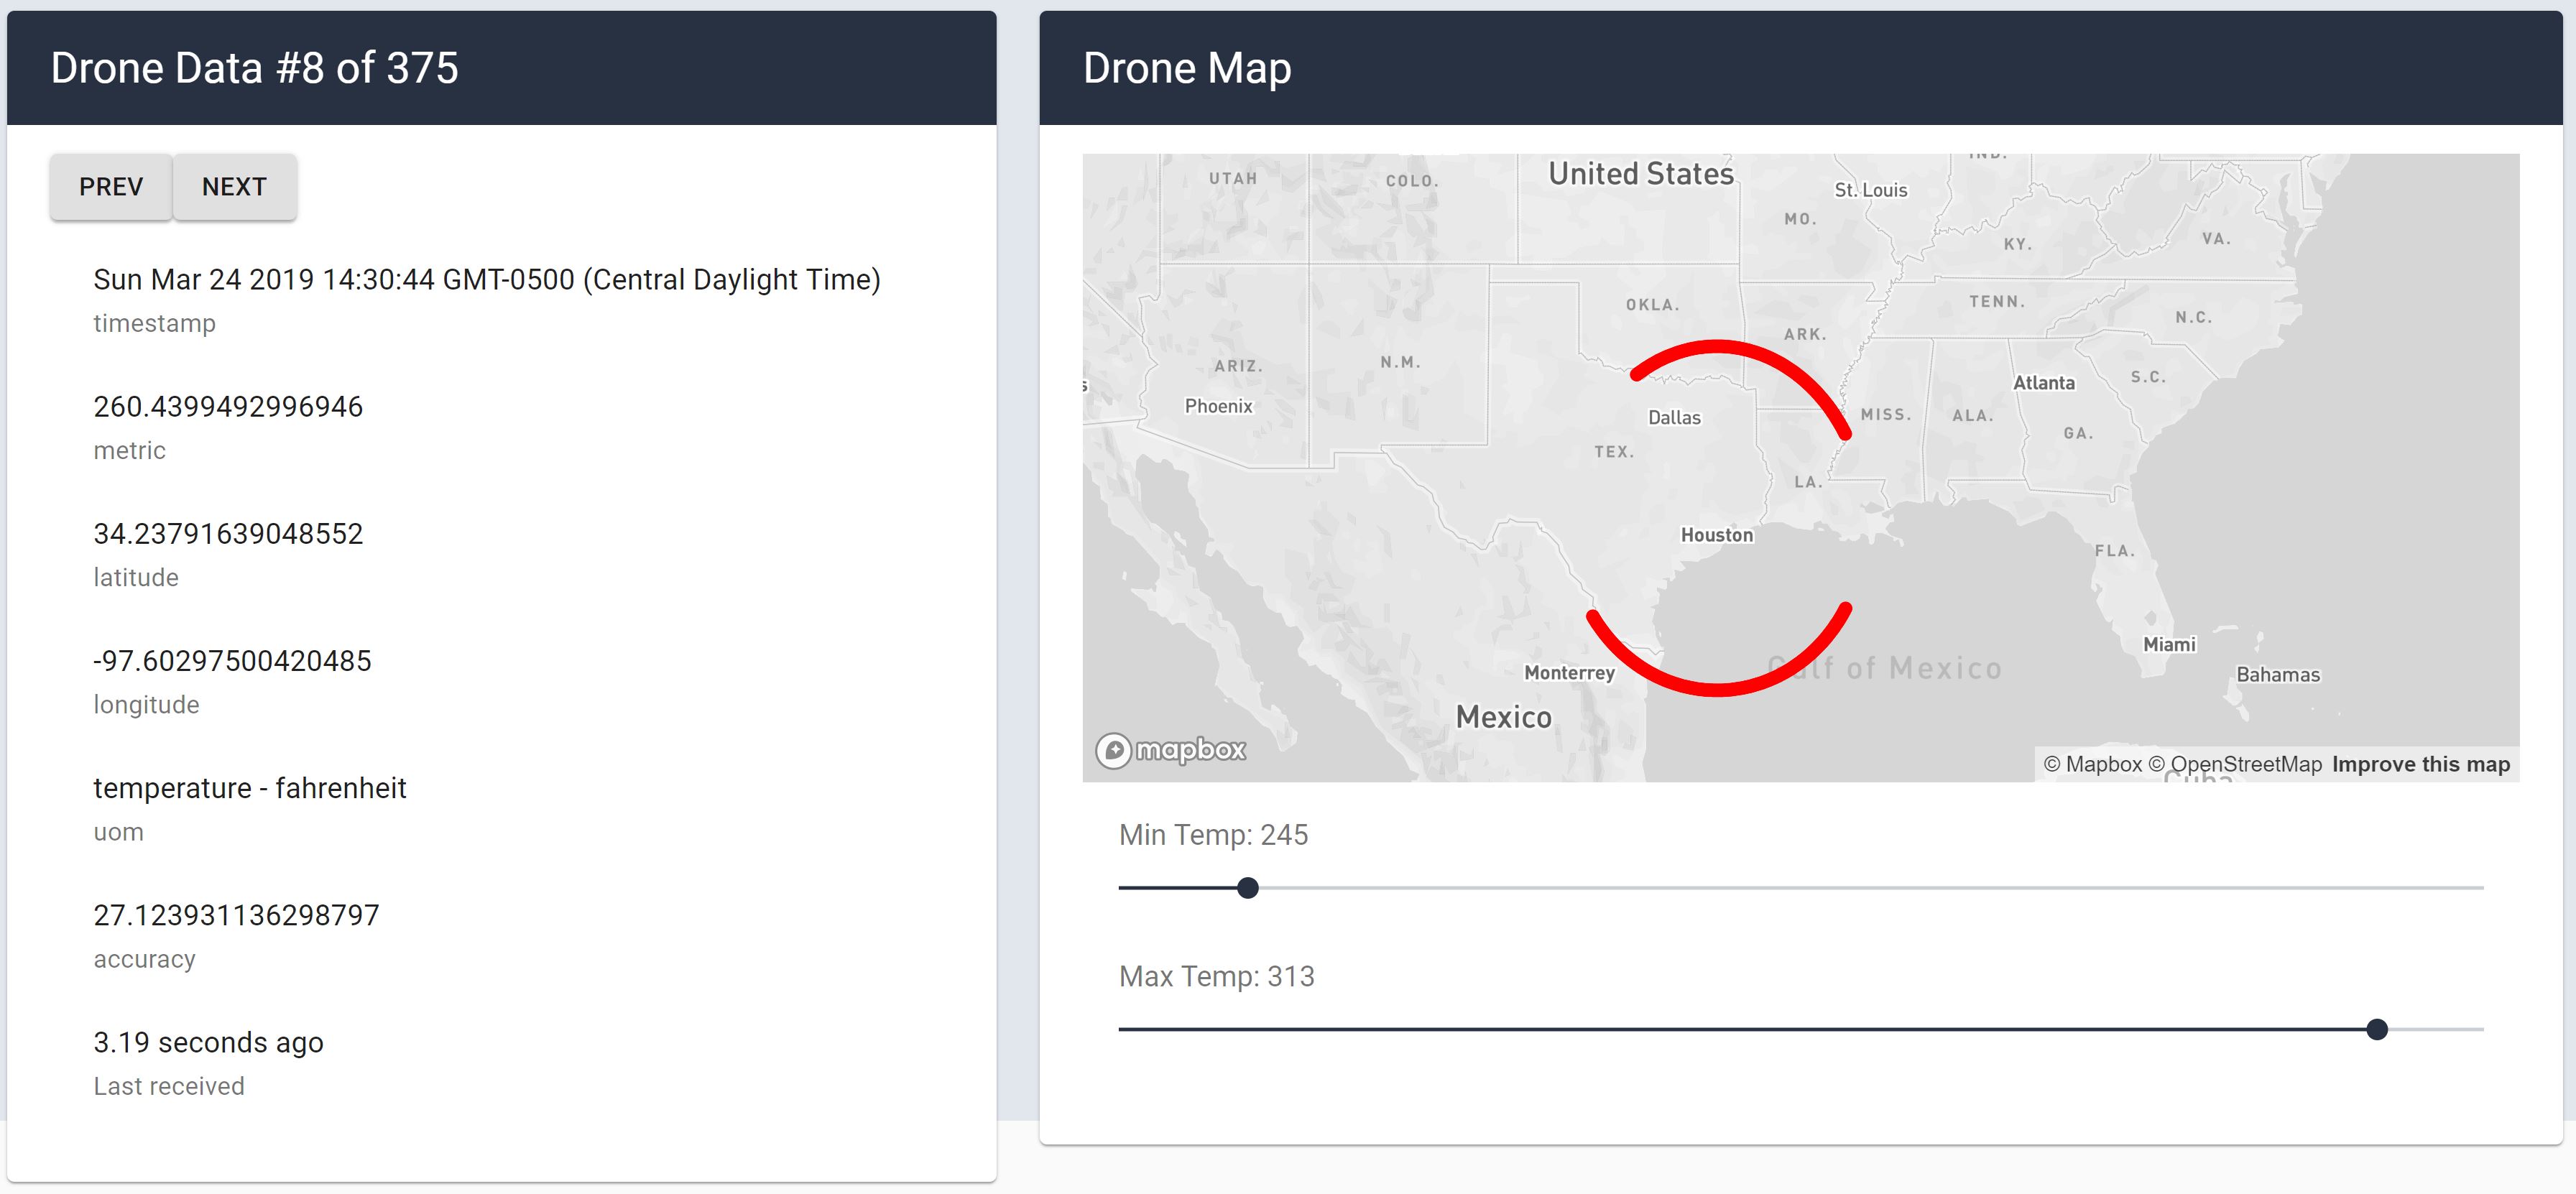 Drone Data #8 of 375
PREV
NEXT
Sun Mar 24 2019 14:30:44 GMT-0500 (Central Daylight Time)
timestamp
260.4399492996946
metric
34.23791639048552
latitude
-97.60297500420485
longitude
temperature - fahrenheit
uom
27.123931136298797
accuracy
3.19 seconds ago
Last received
Drone Map
IND.
United States
UTAH
COLO.
St. Louis
MO.
VA.
KY.
OKLA.
TENN.
N.C.
ARK.
ARIZ.
N.M.
S.C.
Atlanta
s
Phoenix
Dallas
MISS.
ALA.
GA.
TEX.
LA.
Houston
FLA.
Miami
Gulf of Mexico
Monterrey
Bahamas
Mexico
mapbox
© Mapbox © OpenStreetMap Improve this map
Cuba
Min Temp: 245
Max Temp: 313